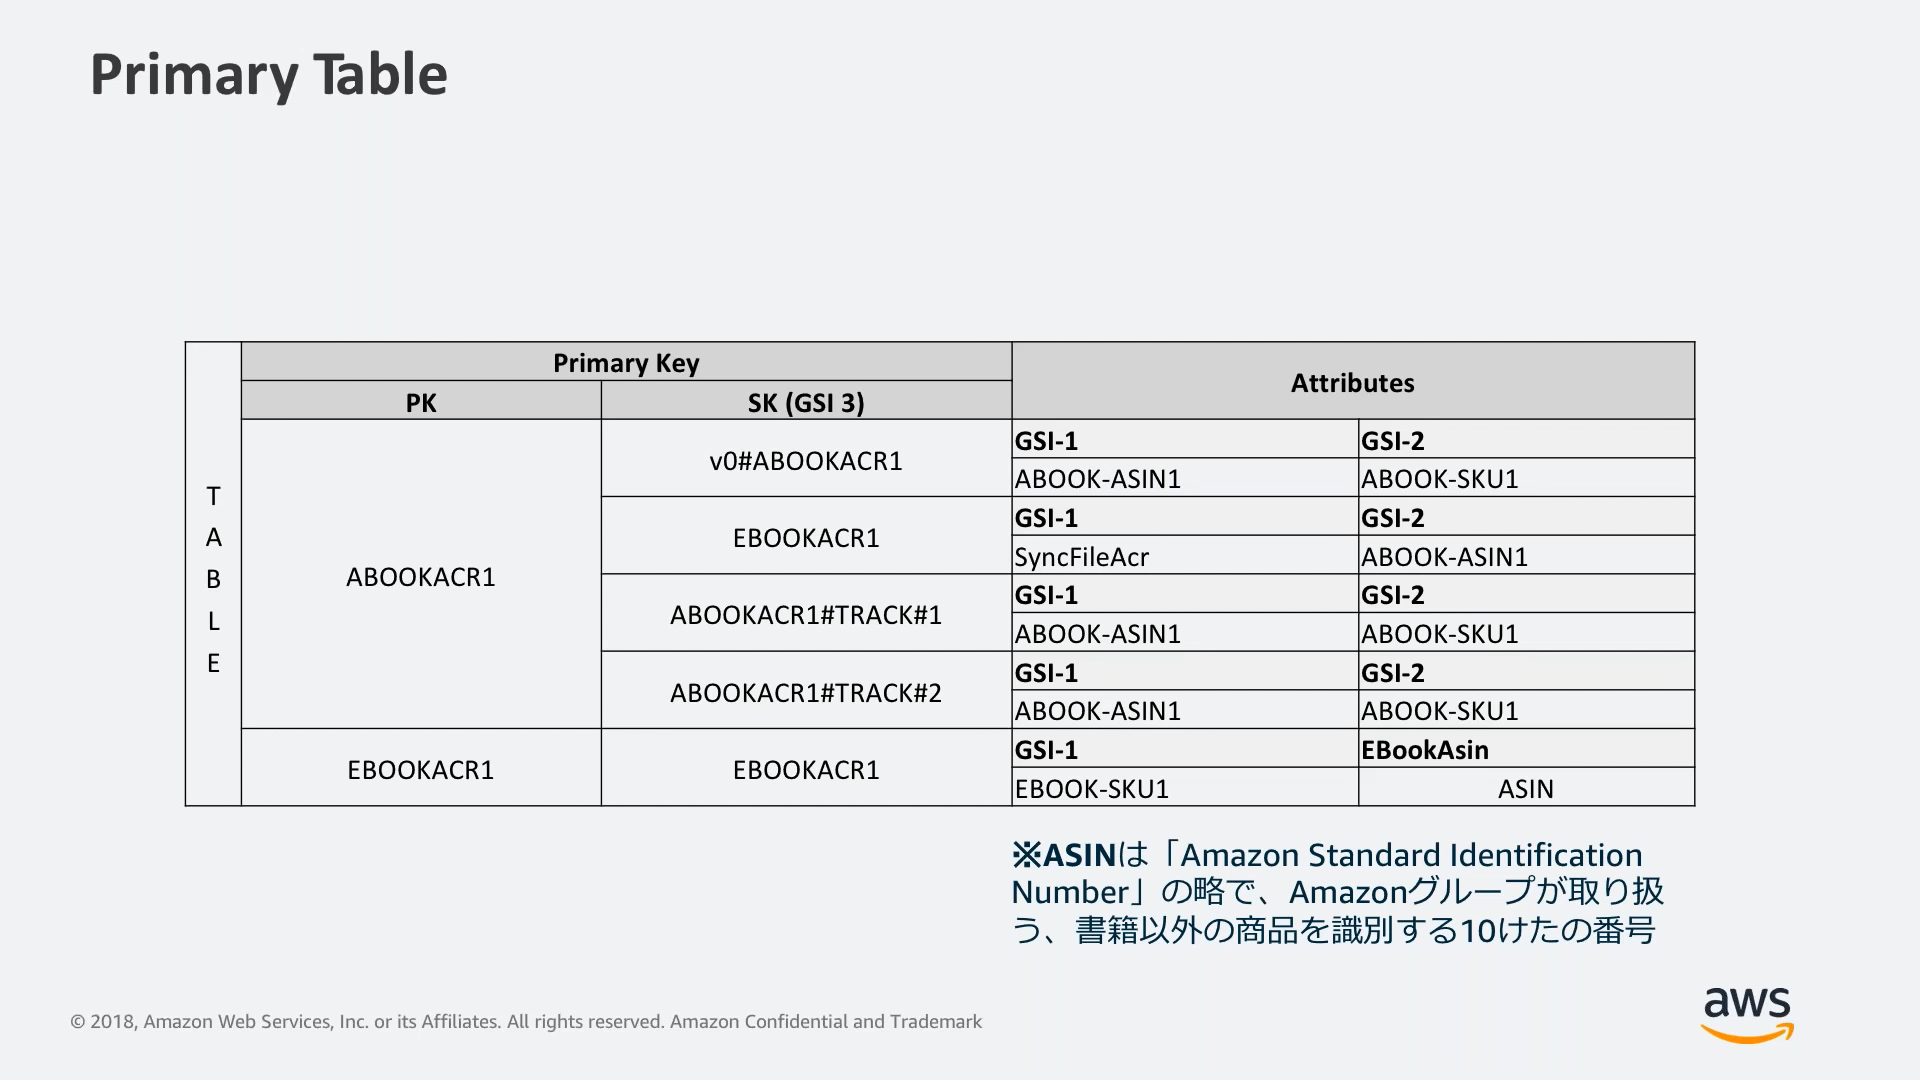 Primary Table
Primary Key
Attributes
PK
SK (GSI 3)
TABLE
ABOOKACR1
v0#ABOOKACR1
GSI-1
GSI-2
ABOOK-ASIN1
ABOOK-SKU1
EBOOKACR1
GSI-1
GSI-2
SyncFileAcr
ABOOK-ASIN1
ABOOKACR1#TRACK#1
GSI-1
GSI-2
ABOOK-ASIN1
ABOOK-SKU1
ABOOKACR1#TRACK#2
GSI-1
GSI-2
ABOOK-ASIN1
ABOOK-SKU1
EBOOKACR1
EBOOKACR1
GSI-1
EBookAsin
EBOOK-SKU1
ASIN
※ASINは「Amazon Standard Identification
Number」の略で、Amazonグループが取り扱
う、書籍以外の商品を識別する10けたの番号
© 2018, Amazon Web Services, Inc. or its Affiliates. All rights reserved. Amazon Confidential and Trademark
aws